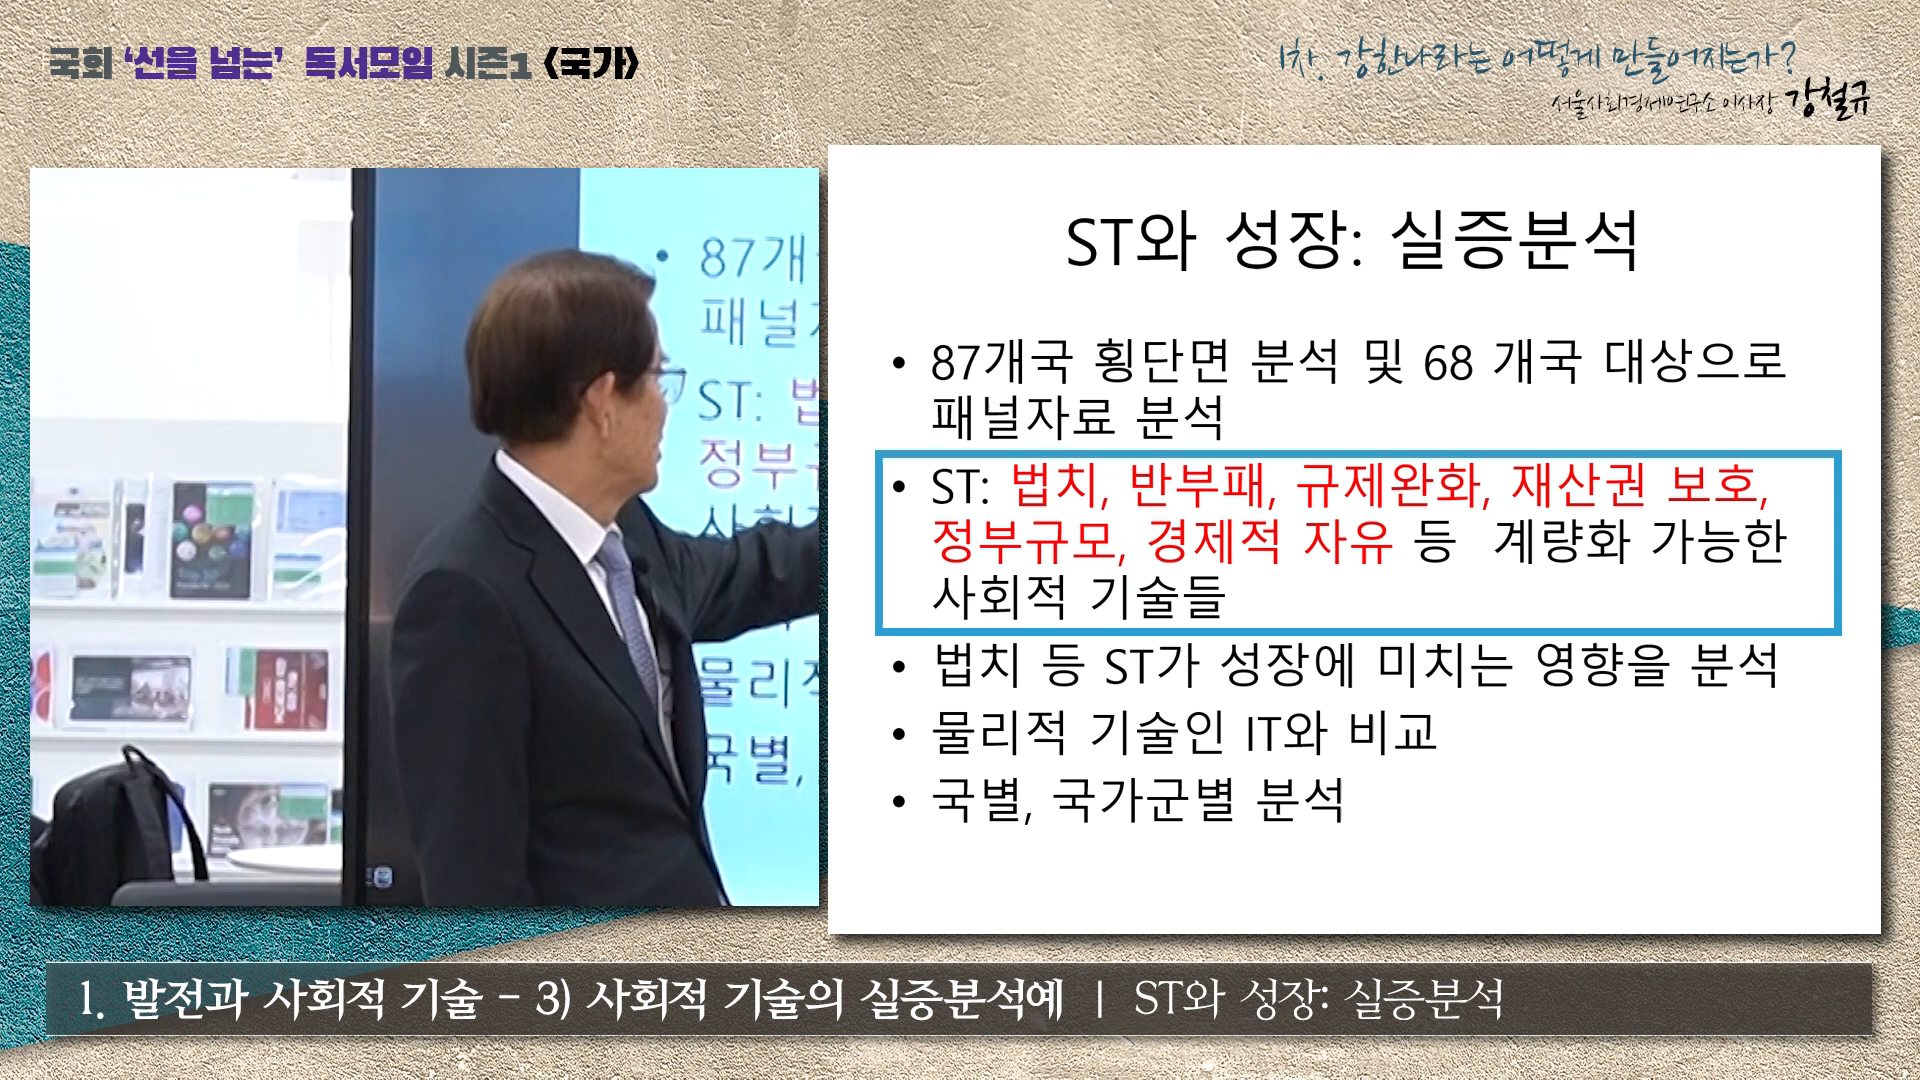 국회 ‘선을 넘는’ 독서모임 시즌1 <국가>
1차. 강한나라는 어떻게 만들어지는가?
서울사회경제연구소 이사장 강철규
• 87개
패널
ST: 법
정부규
사회
물리적
국별,
ST와 성장: 실증분석
• 87개국 횡단면 분석 및 68 개국 대상으로
패널자료 분석
• ST: 법치, 반부패, 규제완화, 재산권 보호,
정부규모, 경제적 자유 등 계량화 가능한
사회적 기술들
• 법치 등 ST가 성장에 미치는 영향을 분석
• 물리적 기술인 IT와 비교
• 국별, 국가군별 분석
1. 발전과 사회적 기술 - 3) 사회적 기술의 실증분석예 | ST와 성장: 실증분석